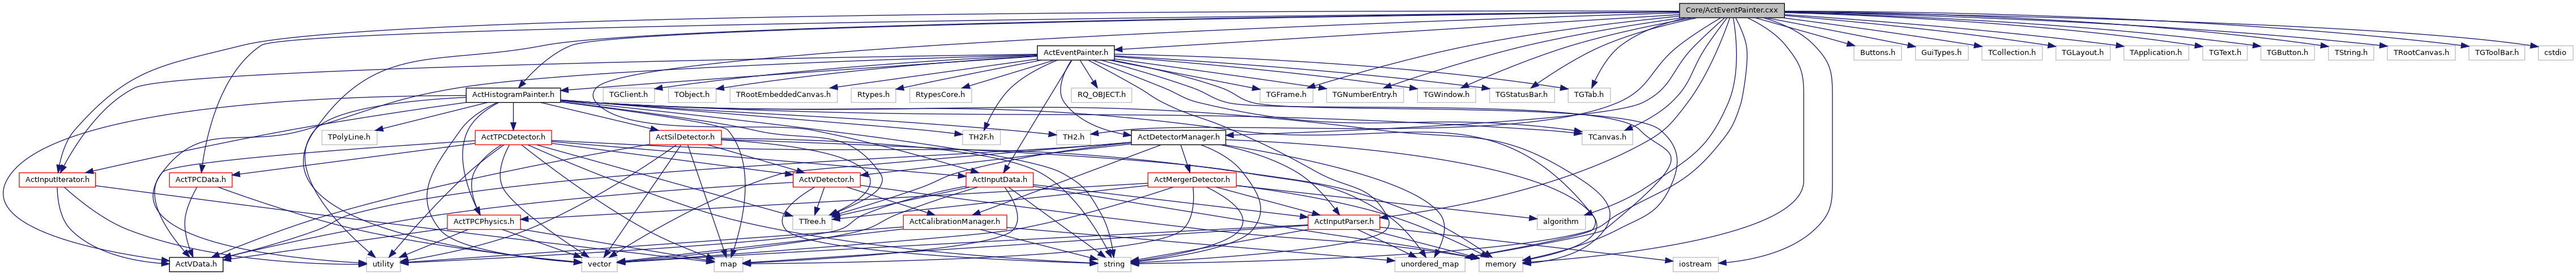 Core/ActEventPainter.cxx
ActEventPainter.h
Buttons.h
GuiTypes.h
TCollection.h
TGLayout.h
TApplication.h
TGText.h
TGButton.h
TString.h
TRootCanvas.h
TGToolBar.h
cstdio
ActHistogramPainter.h
TGClient.h
TObject.h
TRootEmbeddedCanvas.h
Rtypes.h
RtypesCore.h
RQ_OBJECT.h
TGFrame.h
TGNumberEntry.h
TGWindow.h
TGStatusBar.h
TGTab.h
TPolyLine.h
ActTPCDetector.h
ActSilDetector.h
TH2F.h
TH2.h
ActDetectorManager.h
TCanvas.h
ActInputIterator.h
ActTPCData.h
ActVDetector.h
ActInputData.h
ActMergerDetector.h
ActTPCPhysics.h
TTree.h
ActCalibrationManager.h
ActInputParser.h
algorithm
ActVData.h
utility
vector
map
string
unordered_map
memory
iostream